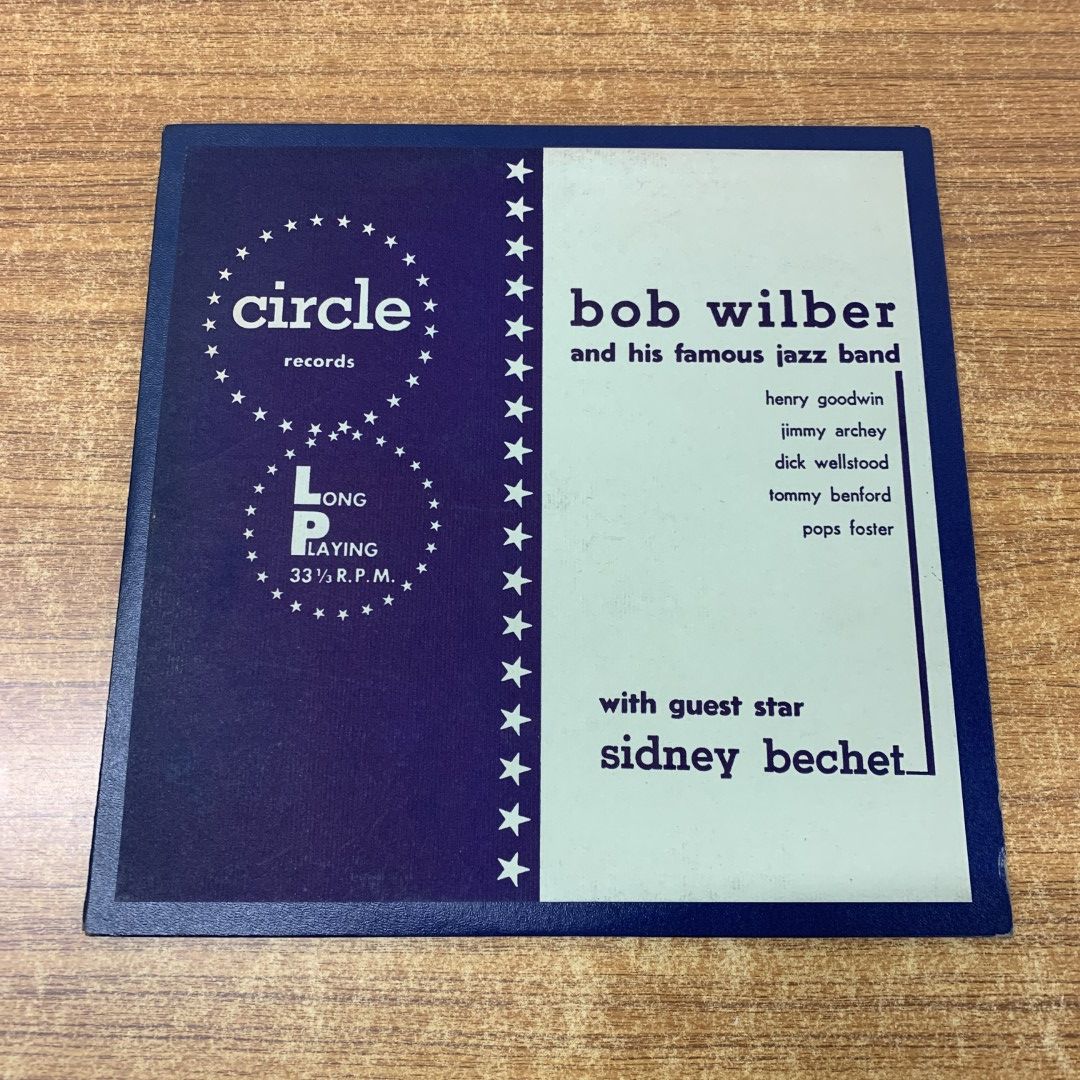 circle
records
LONG
PLAYING
33 1/3 R.P.M.
bob wilber
and his famous jazz band
henry goodwin
jimmy archey
dick wellstood
tommy benford
pops foster
with guest star
sidney bechet